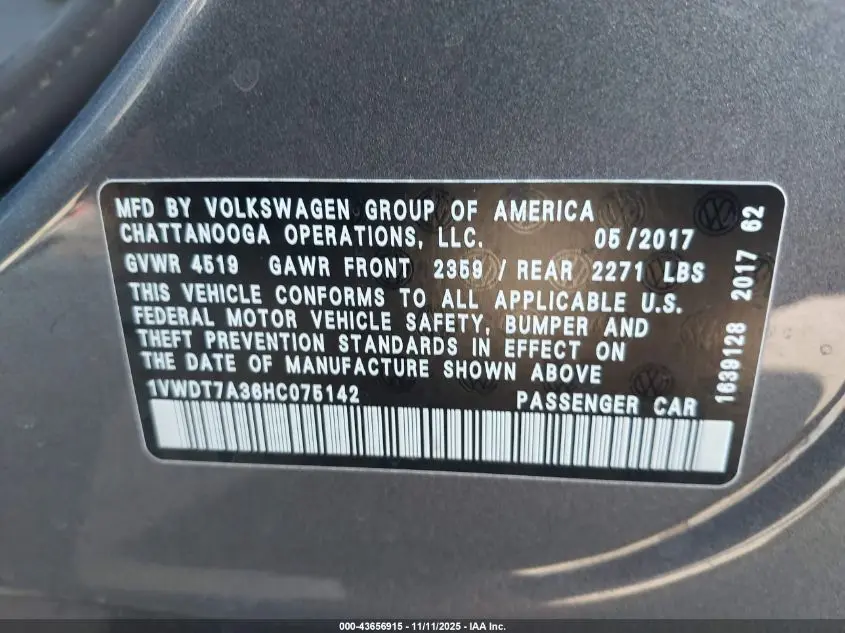 MFD BY VOLKSWAGEN GROUP OF AMERICA
CHATTANOOGA OPERATIONS, LLC. 05/2017
GVWR 4519 GAWR FRONT 2359 / REAR 2271 LBS
THIS VEHICLE CONFORMS TO ALL APPLICABLE U.S.
FEDERAL MOTOR VEHICLE SAFETY, BUMPER AND
THEFT PREVENTION STANDARDS IN EFFECT ON
THE DATE OF MANUFACTURE SHOWN ABOVE
1VWDT7A36HC075142 PASSENGER CAR
1639128 2017 62
000-43656915 - 11/11/2025 - IAA Inc.